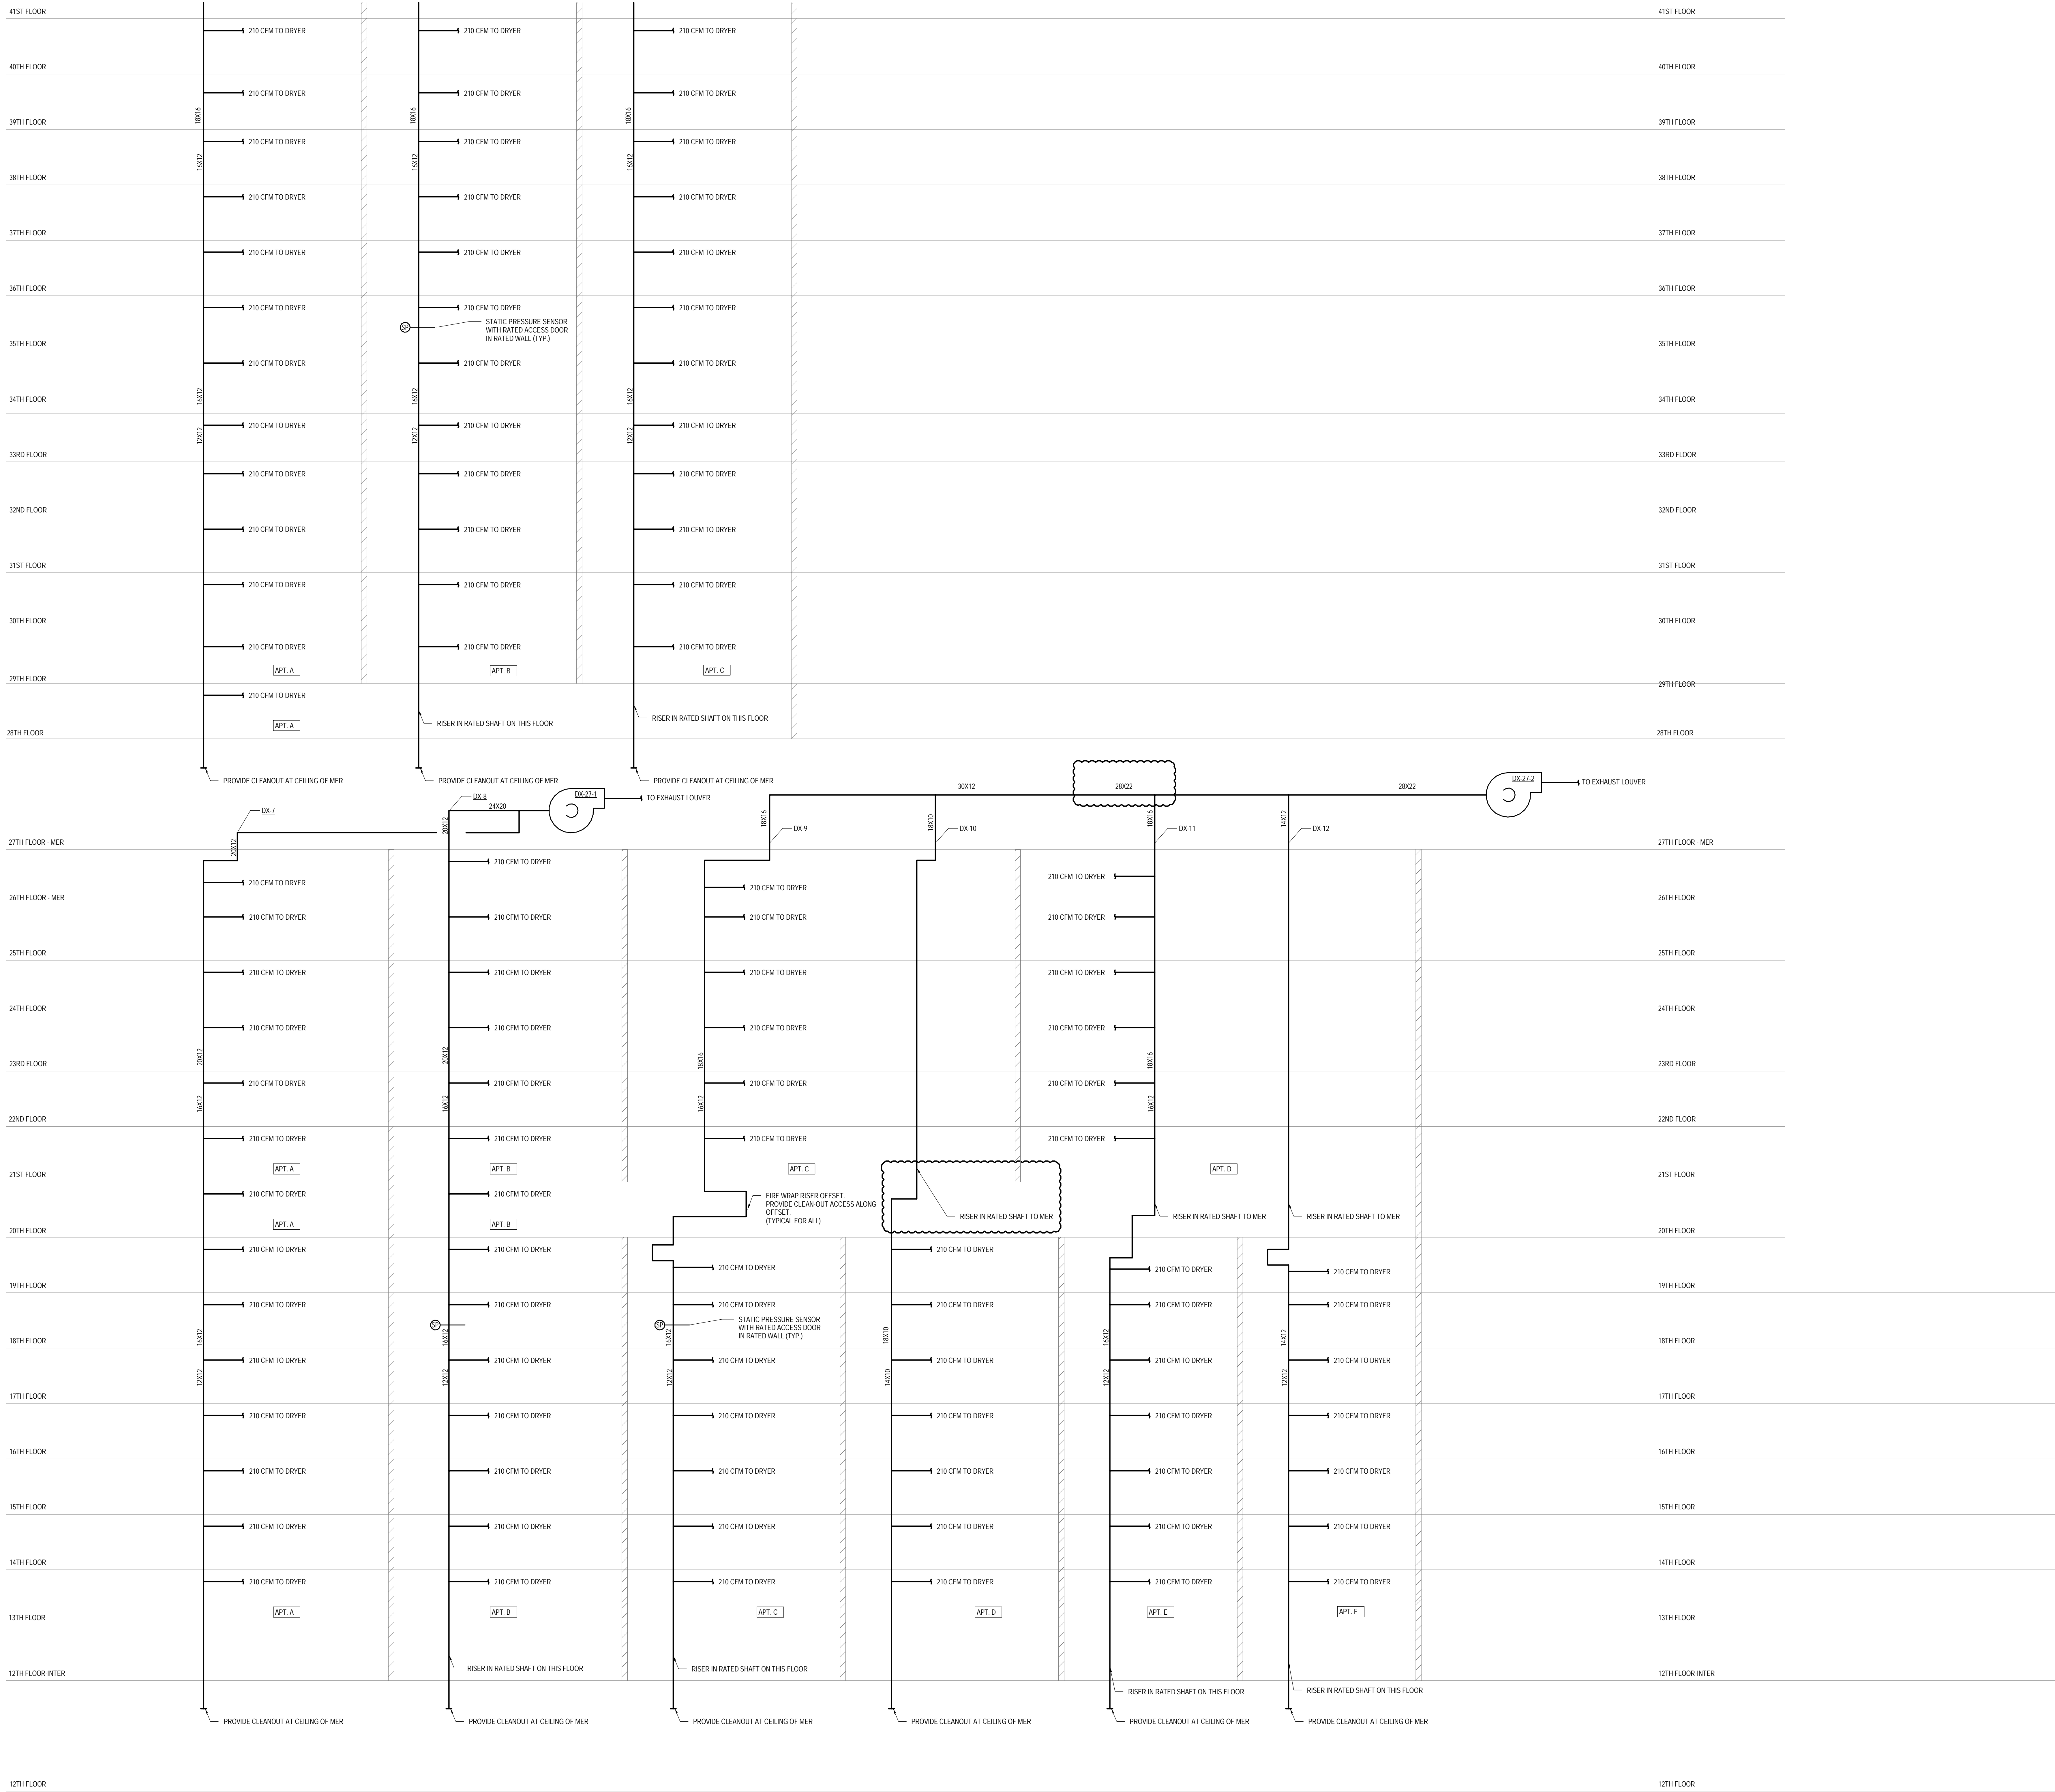 41ST FLOOR
41ST FLOOR
210 CFM TO DRYER
210 CFM TO DRYER
210 CFM TO DRYER
40TH FLOOR
40TH FLOOR
210 CFM TO DRYER
210 CFM TO DRYER
210 CFM TO DRYER
18X16
18X16
18X16
39TH FLOOR
39TH FLOOR
210 CFM TO DRYER
210 CFM TO DRYER
210 CFM TO DRYER
16X12
16X12
16X12
38TH FLOOR
38TH FLOOR
210 CFM TO DRYER
210 CFM TO DRYER
210 CFM TO DRYER
37TH FLOOR
37TH FLOOR
210 CFM TO DRYER
210 CFM TO DRYER
210 CFM TO DRYER
36TH FLOOR
36TH FLOOR
210 CFM TO DRYER
210 CFM TO DRYER
210 CFM TO DRYER
SP
STATIC PRESSURE SENSOR
WITH RATED ACCESS DOOR
IN RATED WALL (TYP.)
35TH FLOOR
35TH FLOOR
210 CFM TO DRYER
210 CFM TO DRYER
210 CFM TO DRYER
16X12
16X12
16X12
34TH FLOOR
34TH FLOOR
210 CFM TO DRYER
210 CFM TO DRYER
210 CFM TO DRYER
12X12
12X12
12X12
33RD FLOOR
33RD FLOOR
210 CFM TO DRYER
210 CFM TO DRYER
210 CFM TO DRYER
32ND FLOOR
32ND FLOOR
210 CFM TO DRYER
210 CFM TO DRYER
210 CFM TO DRYER
31ST FLOOR
31ST FLOOR
210 CFM TO DRYER
210 CFM TO DRYER
210 CFM TO DRYER
30TH FLOOR
30TH FLOOR
210 CFM TO DRYER
210 CFM TO DRYER
210 CFM TO DRYER
APT. A
APT. B
APT. C
29TH FLOOR
29TH FLOOR
210 CFM TO DRYER
APT. A
RISER IN RATED SHAFT ON THIS FLOOR
RISER IN RATED SHAFT ON THIS FLOOR
28TH FLOOR
28TH FLOOR
PROVIDE CLEANOUT AT CEILING OF MER
PROVIDE CLEANOUT AT CEILING OF MER
PROVIDE CLEANOUT AT CEILING OF MER
DX-7
DX-8
24X20
DX-27-1
TO EXHAUST LOUVER
30X12
28X22
28X22
DX-27-2
TO EXHAUST LOUVER
20X12
20X12
18X16
DX-9
18X10
DX-10
18X16
DX-11
14X12
DX-12
27TH FLOOR - MER
27TH FLOOR - MER
210 CFM TO DRYER
210 CFM TO DRYER
210 CFM TO DRYER
210 CFM TO DRYER
26TH FLOOR - MER
26TH FLOOR
210 CFM TO DRYER
210 CFM TO DRYER
210 CFM TO DRYER
210 CFM TO DRYER
25TH FLOOR
25TH FLOOR
210 CFM TO DRYER
210 CFM TO DRYER
210 CFM TO DRYER
210 CFM TO DRYER
24TH FLOOR
24TH FLOOR
210 CFM TO DRYER
210 CFM TO DRYER
210 CFM TO DRYER
210 CFM TO DRYER
20X12
20X12
18X16
18X16
23RD FLOOR
23RD FLOOR
210 CFM TO DRYER
210 CFM TO DRYER
210 CFM TO DRYER
210 CFM TO DRYER
16X12
16X12
16X12
16X12
22ND FLOOR
22ND FLOOR
210 CFM TO DRYER
210 CFM TO DRYER
210 CFM TO DRYER
210 CFM TO DRYER
APT. A
APT. B
APT. C
APT. D
21ST FLOOR
21ST FLOOR
210 CFM TO DRYER
210 CFM TO DRYER
FIRE WRAP RISER OFFSET.
PROVIDE CLEAN-OUT ACCESS ALONG
OFFSET.
(TYPICAL FOR ALL)
APT. A
APT. B
RISER IN RATED SHAFT TO MER
RISER IN RATED SHAFT TO MER
RISER IN RATED SHAFT TO MER
20TH FLOOR
20TH FLOOR
210 CFM TO DRYER
210 CFM TO DRYER
210 CFM TO DRYER
210 CFM TO DRYER
210 CFM TO DRYER
210 CFM TO DRYER
19TH FLOOR
19TH FLOOR
210 CFM TO DRYER
210 CFM TO DRYER
210 CFM TO DRYER
210 CFM TO DRYER
210 CFM TO DRYER
210 CFM TO DRYER
SP
SP
STATIC PRESSURE SENSOR
WITH RATED ACCESS DOOR
IN RATED WALL (TYP.)
16X12
16X12
16X12
18X10
16X12
14X12
18TH FLOOR
18TH FLOOR
210 CFM TO DRYER
210 CFM TO DRYER
210 CFM TO DRYER
210 CFM TO DRYER
210 CFM TO DRYER
210 CFM TO DRYER
12X12
12X12
12X12
14X10
12X12
12X12
17TH FLOOR
17TH FLOOR
210 CFM TO DRYER
210 CFM TO DRYER
210 CFM TO DRYER
210 CFM TO DRYER
210 CFM TO DRYER
210 CFM TO DRYER
16TH FLOOR
16TH FLOOR
210 CFM TO DRYER
210 CFM TO DRYER
210 CFM TO DRYER
210 CFM TO DRYER
210 CFM TO DRYER
210 CFM TO DRYER
15TH FLOOR
15TH FLOOR
210 CFM TO DRYER
210 CFM TO DRYER
210 CFM TO DRYER
210 CFM TO DRYER
210 CFM TO DRYER
210 CFM TO DRYER
14TH FLOOR
14TH FLOOR
210 CFM TO DRYER
210 CFM TO DRYER
210 CFM TO DRYER
210 CFM TO DRYER
210 CFM TO DRYER
210 CFM TO DRYER
APT. A
APT. B
APT. C
APT. D
APT. E
APT. F
13TH FLOOR
13TH FLOOR
RISER IN RATED SHAFT ON THIS FLOOR
RISER IN RATED SHAFT ON THIS FLOOR
12TH FLOOR-INTER
12TH FLOOR-INTER
RISER IN RATED SHAFT ON THIS FLOOR
RISER IN RATED SHAFT ON THIS FLOOR
PROVIDE CLEANOUT AT CEILING OF MER
PROVIDE CLEANOUT AT CEILING OF MER
PROVIDE CLEANOUT AT CEILING OF MER
PROVIDE CLEANOUT AT CEILING OF MER
PROVIDE CLEANOUT AT CEILING OF MER
PROVIDE CLEANOUT AT CEILING OF MER
12TH FLOOR
12TH FLOOR